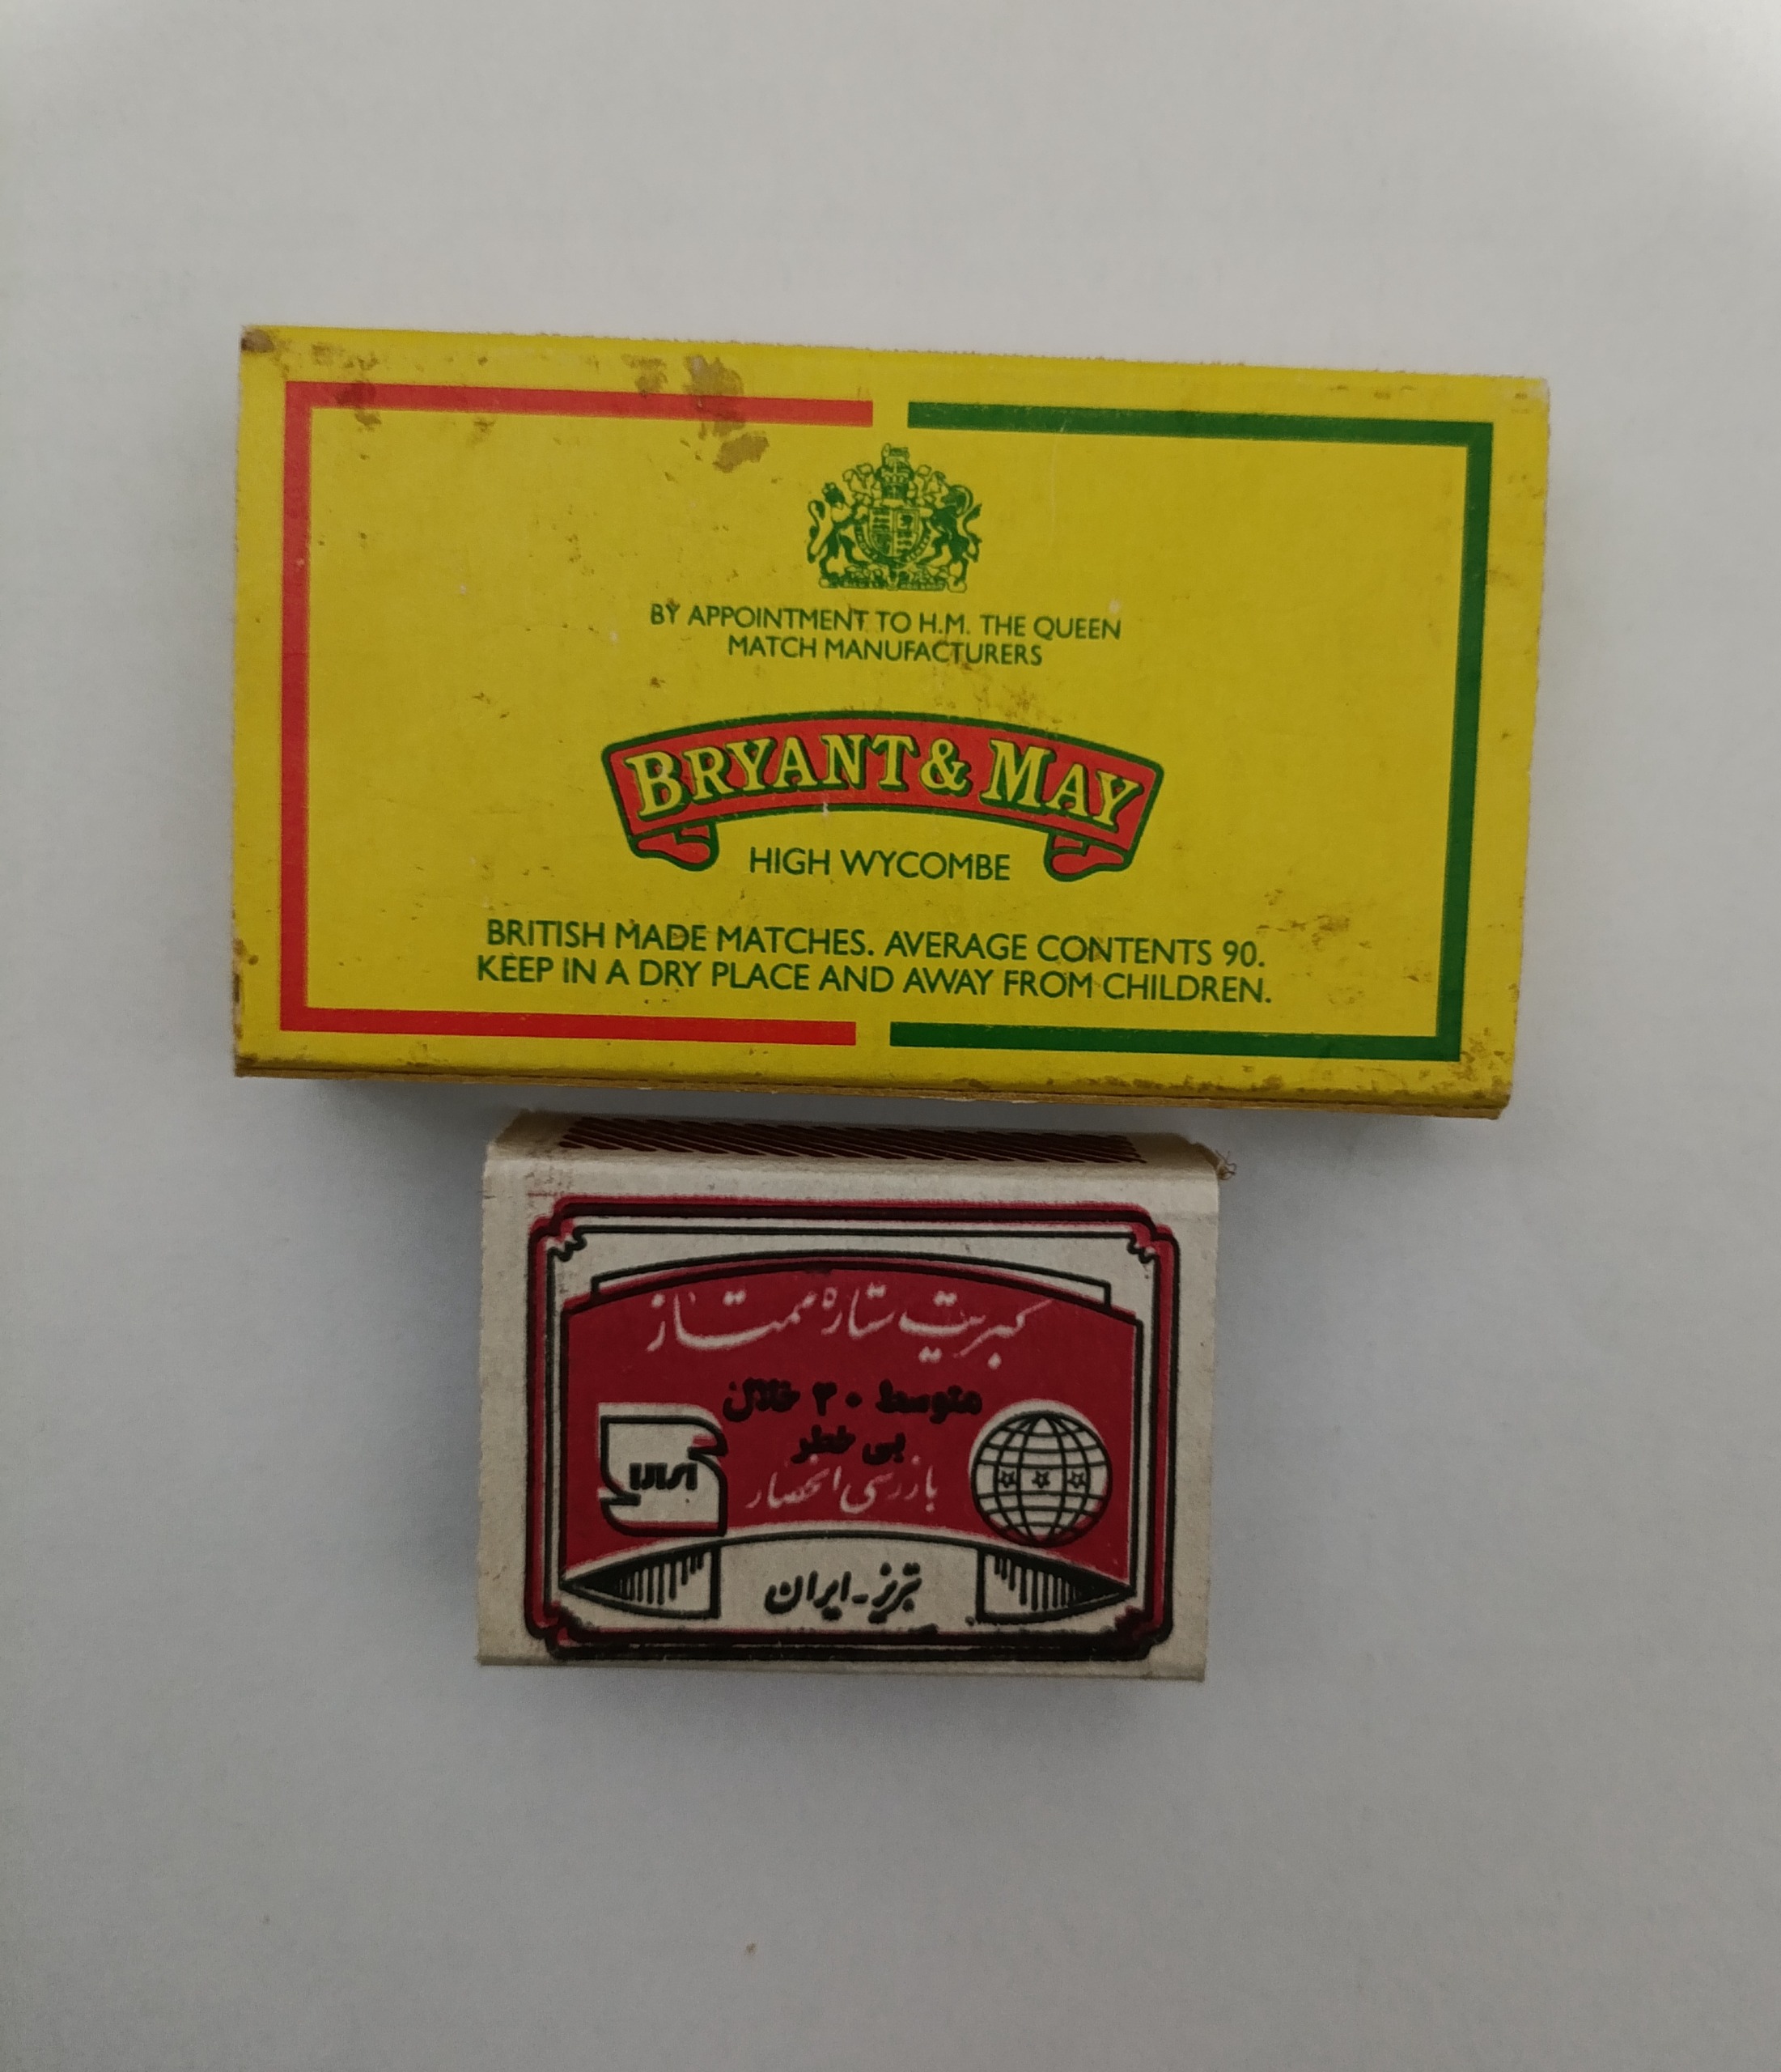 BY APPOINTMENT TO H.M. THE QUEEN
MATCH MANUFACTURERS
BRYANT & MAY
HIGH WYCOMBE
BRITISH MADE MATCHES. AVERAGE CONTENTS 90.
KEEP IN A DRY PLACE AND AWAY FROM CHILDREN.
کبریت ستاره ممتاز
متوسط ۴۰ خلال
بی خطر
بازرسی انحصار
تبریز-ایران